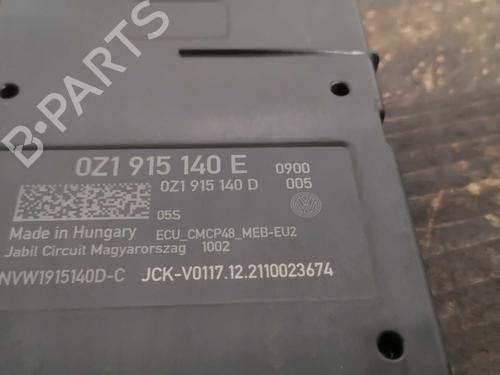 B-PARTS
0Z1 915 140 E 0900
0Z1 915 140 D 005
05S
Made in Hungary ECU_CMCP48_MEB-EU2
Jabil Circuit Magyarorszag 1002
NVW1915140D-C JCK-V0117.12.2110023674